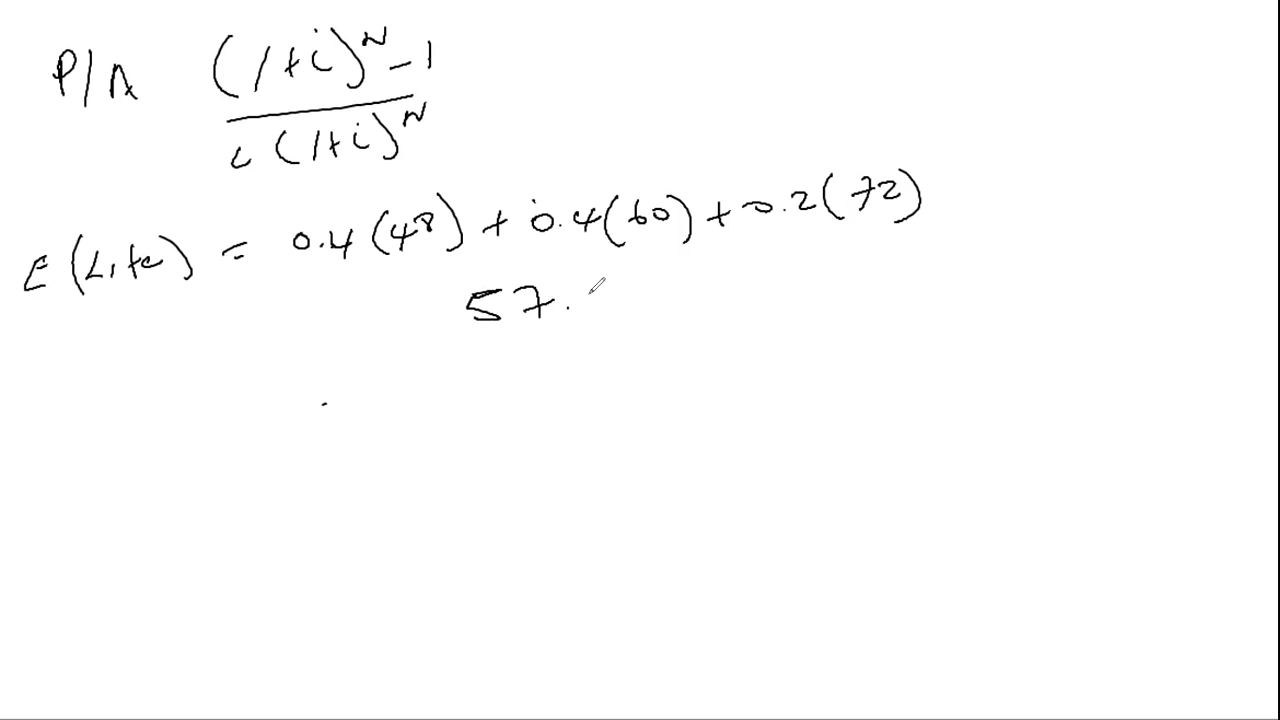 P/A (1+i)^N - 1
i(1+i)^N
E(Life) = 0.4(48) + 0.4(60) + 0.2(72)
57.